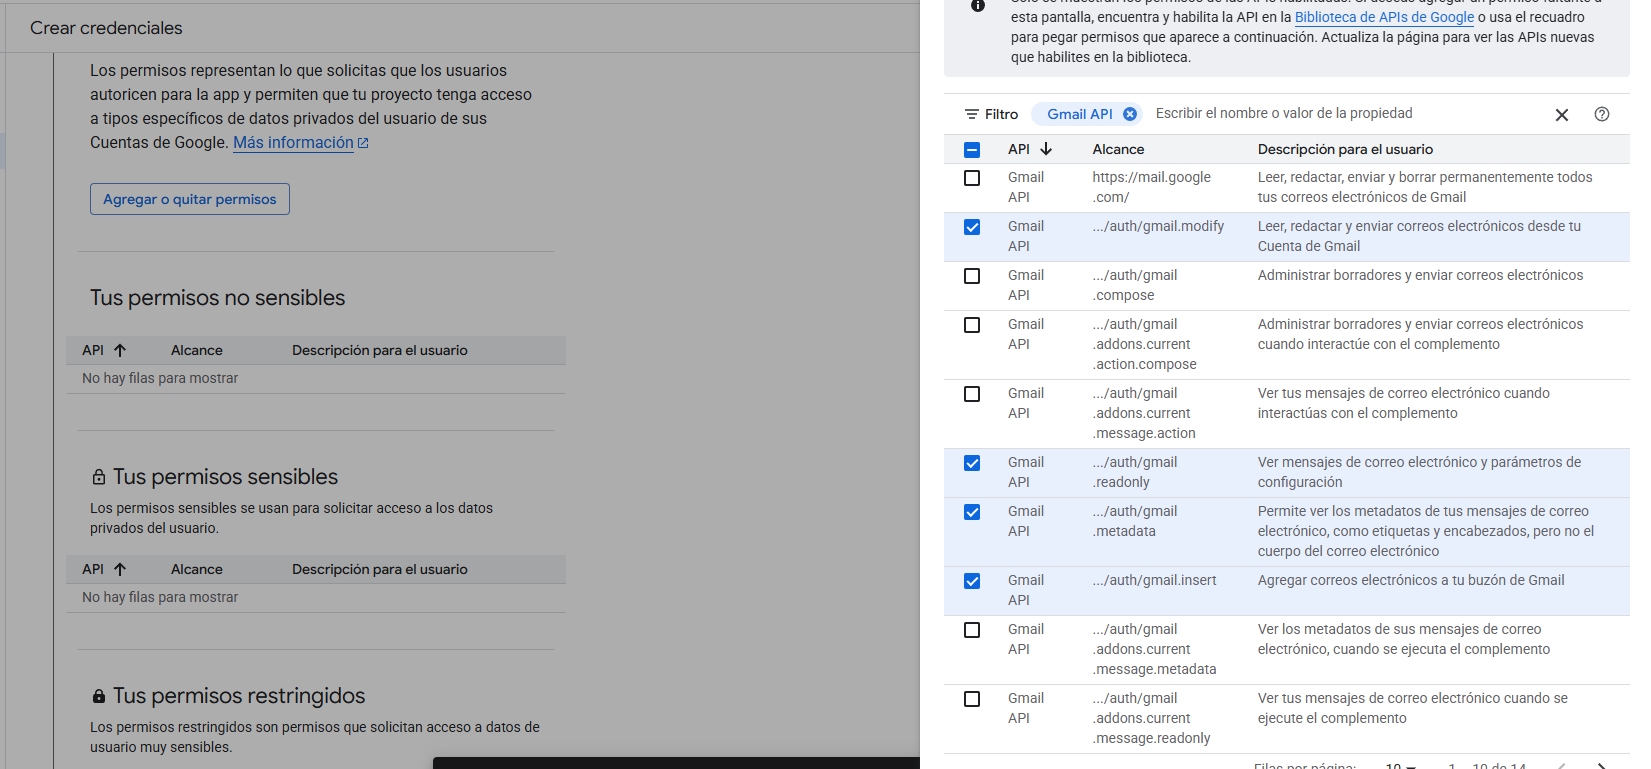 Crear credenciales
Los permisos representan lo que solicitas que los usuarios
autoricen para la app y permiten que tu proyecto tenga acceso
a tipos específicos de datos privados del usuario de sus
Cuentas de Google. Más información
Agregar o quitar permisos
Tus permisos no sensibles
API Alcance Descripción para el usuario
No hay filas para mostrar
Tus permisos sensibles
Los permisos sensibles se usan para solicitar acceso a los datos
privados del usuario.
API Alcance Descripción para el usuario
No hay filas para mostrar
Tus permisos restringidos
Los permisos restringidos son permisos que solicitan acceso a datos de
usuario muy sensibles.
esta pantalla, encuentra y habilita la API en la Biblioteca de APIs de Google o usa el recuadro
para pegar permisos que aparece a continuación. Actualiza la página para ver las APIs nuevas
que habilites en la biblioteca.
Filtro Gmail API Escribir el nombre o valor de la propiedad
API Alcance Descripción para el usuario
Gmail https://mail.google Leer, redactar, enviar y borrar permanentemente todos
API .com/ tus correos electrónicos de Gmail
Gmail .../auth/gmail.modify Leer, redactar y enviar correos electrónicos desde tu
API Cuenta de Gmail
Gmail .../auth/gmail Administrar borradores y enviar correos electrónicos
API .compose
Gmail .../auth/gmail Administrar borradores y enviar correos electrónicos
API .addons.current cuando interactúe con el complemento
.action.compose
Gmail .../auth/gmail Ver tus mensajes de correo electrónico cuando
API .addons.current interactúas con el complemento
.message.action
Gmail .../auth/gmail Ver mensajes de correo electrónico y parámetros de
API .readonly configuración
Gmail .../auth/gmail Permite ver los metadatos de tus mensajes de correo
API .metadata electrónico, como etiquetas y encabezados, pero no el
cuerpo del correo electrónico
Gmail .../auth/gmail.insert Agregar correos electrónicos a tu buzón de Gmail
API
Gmail .../auth/gmail Ver los metadatos de sus mensajes de correo
API .addons.current electrónico, cuando se ejecuta el complemento
.message.metadata
Gmail .../auth/gmail Ver tus mensajes de correo electrónico cuando se
API .addons.current ejecute el complemento
.message.readonly
Filas por página: 10 1 – 10 de 14